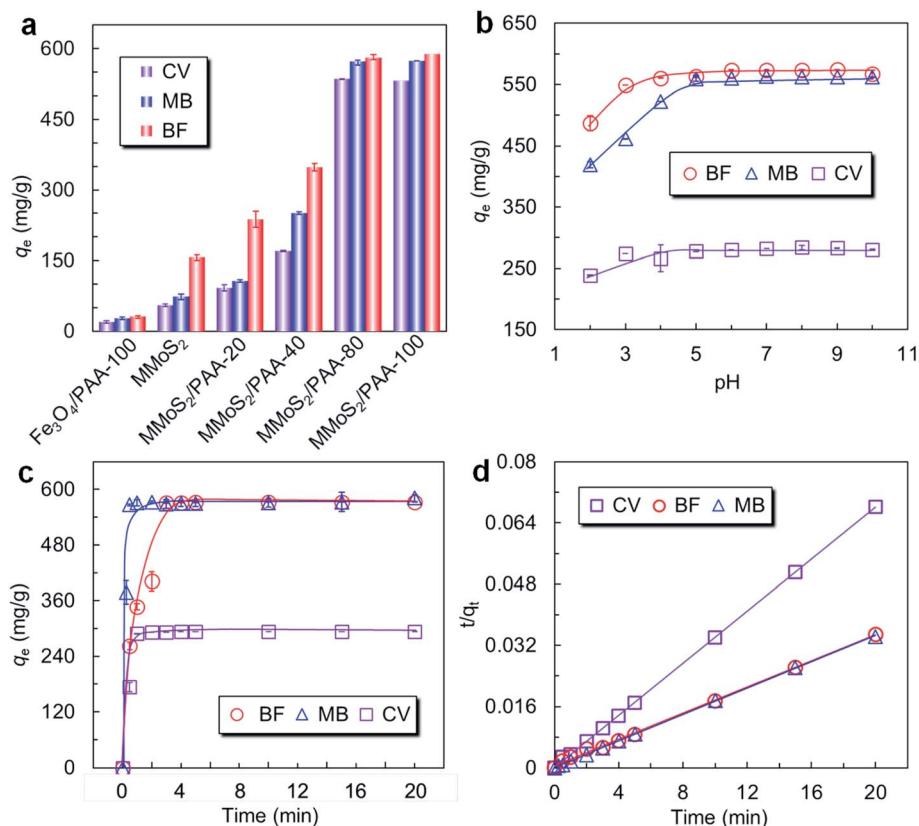 a
600
450
300
150
0
qe (mg/g)
CV
MB
BF
Fe3O4/PAA-100
MMoS2
MMoS2/PAA-20
MMoS2/PAA-40
MMoS2/PAA-80
MMoS2/PAA-100
b
650
550
450
350
250
150
qe (mg/g)
BF MB CV
1 3 5 7 9 11
pH
c
600
480
360
240
120
0
qe (mg/g)
BF MB CV
0 4 8 12 16 20
Time (min)
d
0.08
0.064
0.048
0.032
0.016
0
t/qt
CV BF MB
0 4 8 12 16 20
Time (min)